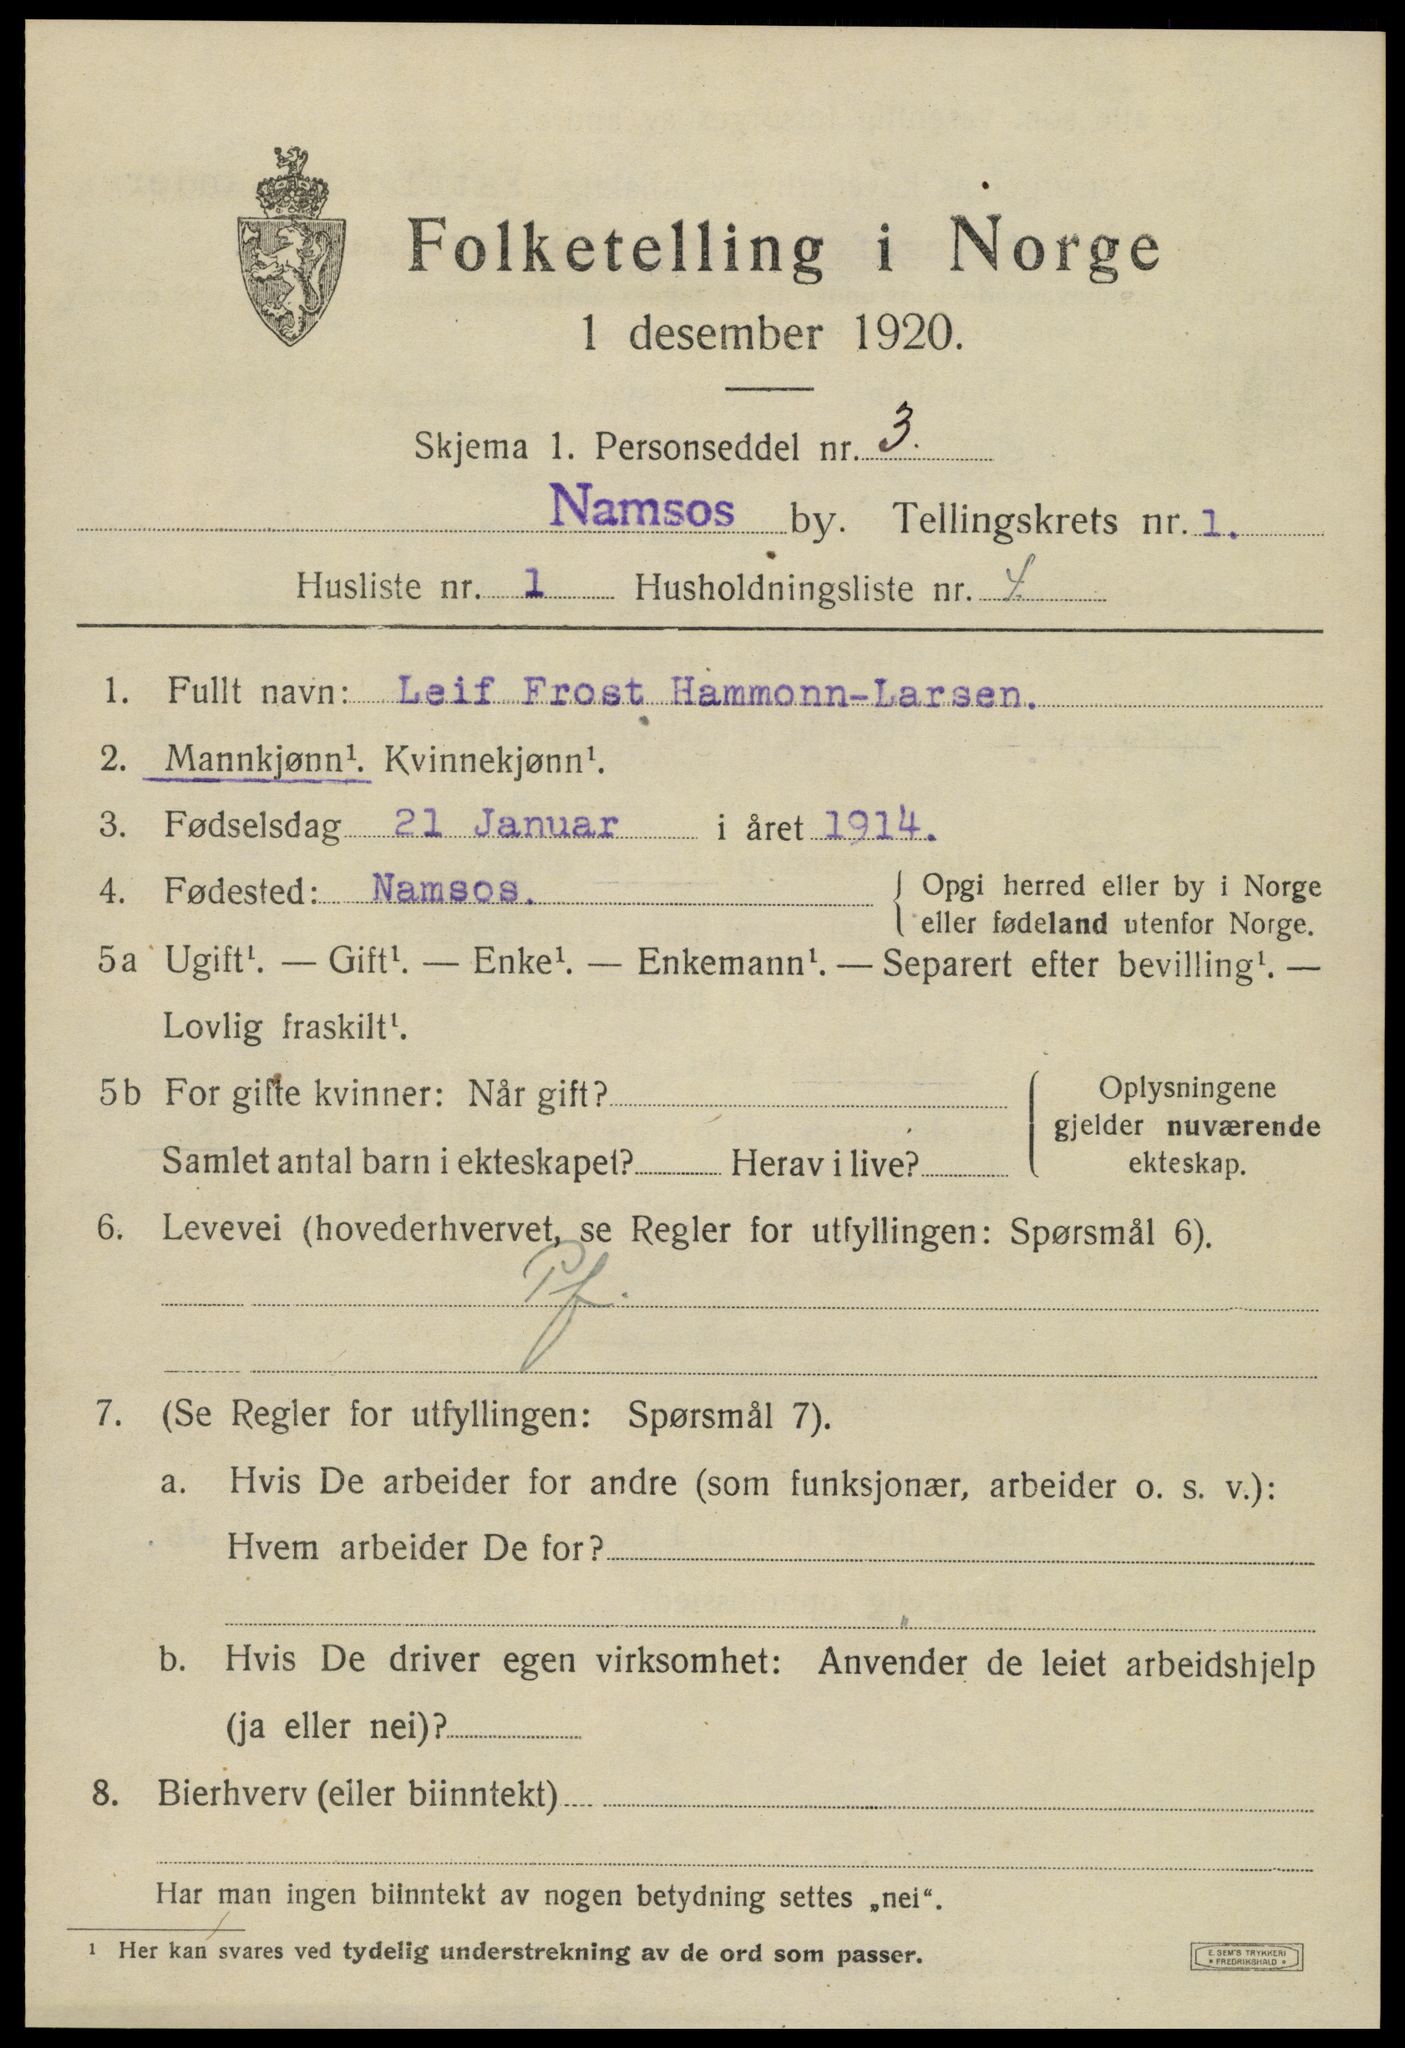 Folketelling i Norge
1 desember 1920.
Skjema 1. Personseddel nr. 3.
Namsos by. Tellingskrets nr. 1.
Husliste nr. 1 Husholdningsliste nr. 4.
1. Fullt navn: Leif Frost Hammonn-Larsen.
2. Mannkjønn¹. Kvinnekjønn¹.
3. Fødselsdag 21 Januar i året 1914.
4. Fødested: Namsos. { Opgi herred eller by i Norge
eller fødeland utenfor Norge.
5a Ugift¹. — Gift¹. — Enke¹. — Enkemann¹. — Separert efter bevilling¹. —
Lovlig fraskilt¹.
5b For gifte kvinner: Når gift?
Samlet antal barn i ekteskapet? Herav i live?
Oplysningene
gjelder nuværende
ekteskap.
6. Levevei (hovederhvervet, se Regler for utfyllingen: Spørsmål 6).
Pf.
7. (Se Regler for utfyllingen: Spørsmål 7).
a. Hvis De arbeider for andre (som funksjonær, arbeider o. s. v.):
Hvem arbeider De for?
b. Hvis De driver egen virksomhet: Anvender de leiet arbeidshjelp
(ja eller nei)?
8. Bierhverv (eller biinntekt)
Har man ingen biinntekt av nogen betydning settes „nei“.
¹ Her kan svares ved tydelig understrekning av de ord som passer.
E. SEM'S TRYKKERI
* FREDRIKSHALD *